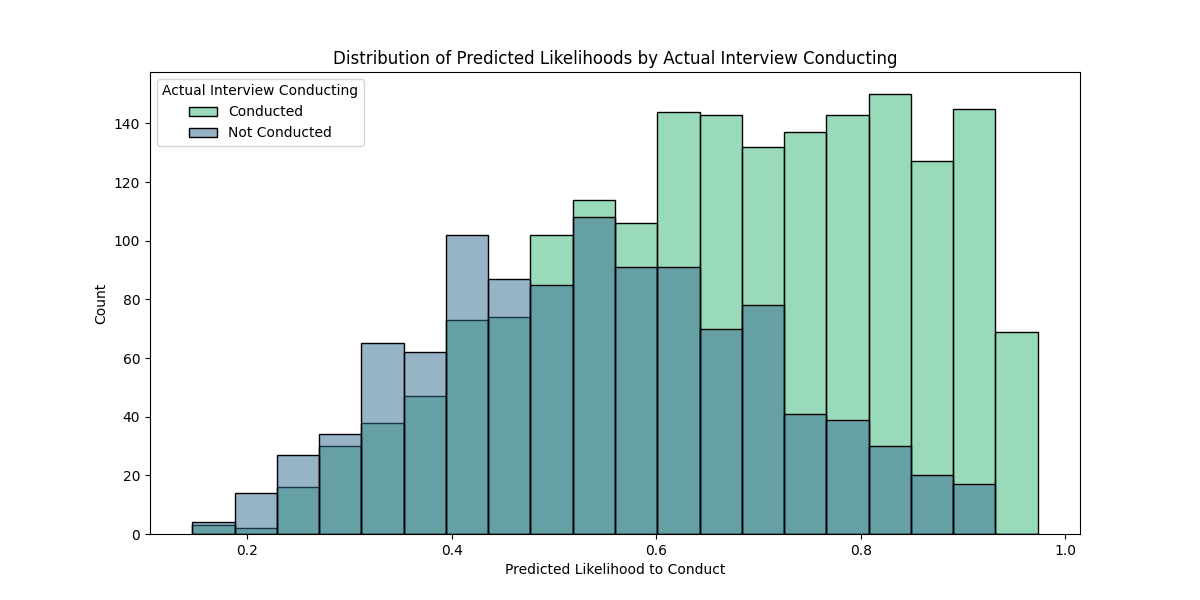 Distribution of Predicted Likelihoods by Actual Interview Conducting
Actual Interview Conducting
Conducted
Not Conducted
140
120
100
80
60
40
20
0
Count
0.2 0.4 0.6 0.8 1.0
Predicted Likelihood to Conduct